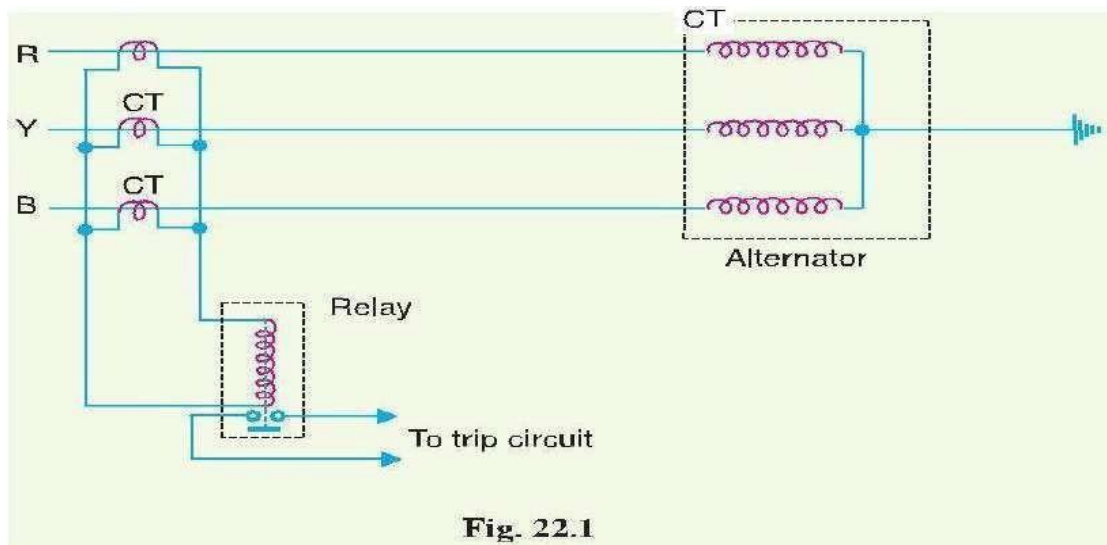 CT
R
CT
Y
CT
B
Alternator
Relay
To trip circuit
Fig. 22.1